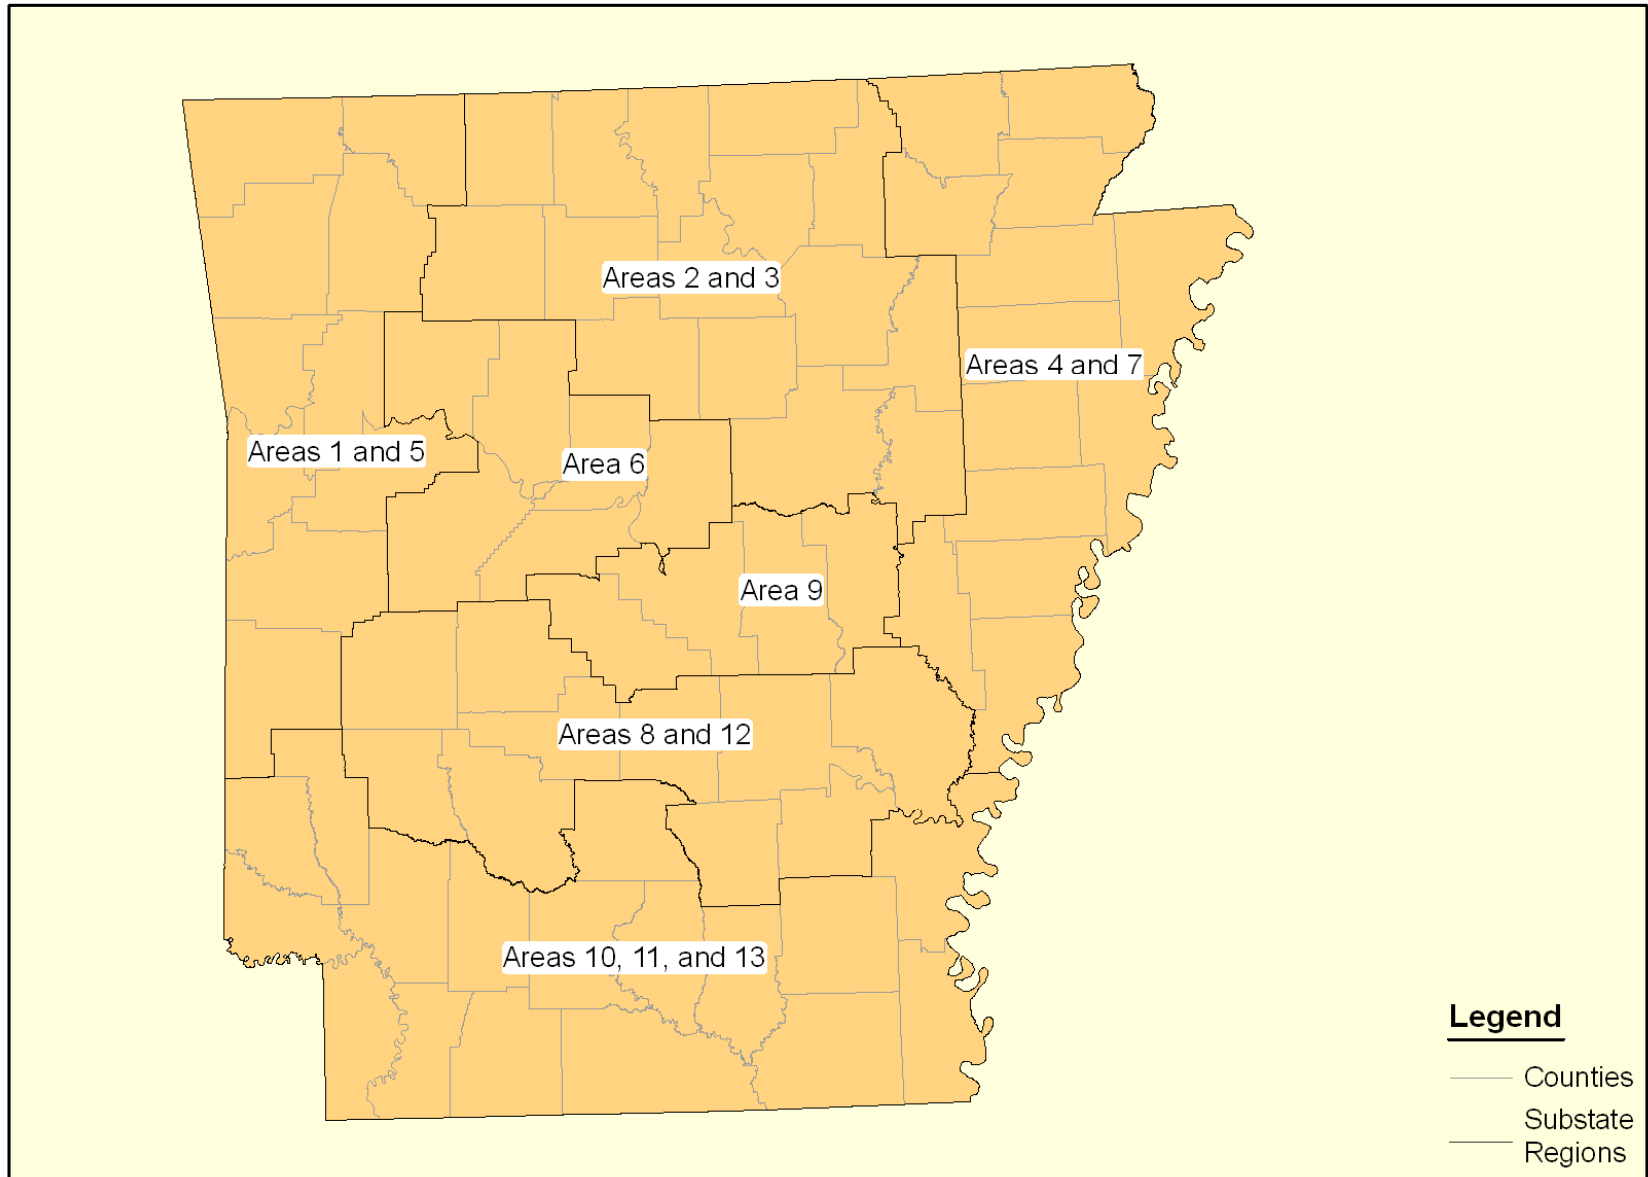 Areas 2 and 3
Areas 4 and 7
Areas 1 and 5
Area 6
Area 9
Areas 8 and 12
Areas 10, 11, and 13
Legend
Counties
Substate
Regions